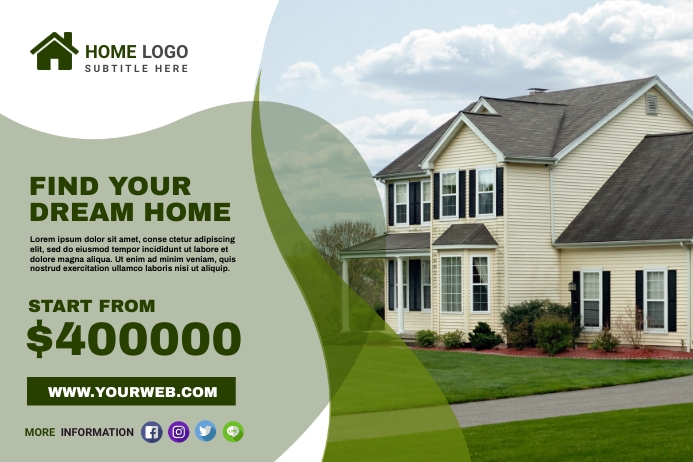 HOME LOGO
SUBTITLE HERE
FIND YOUR
DREAM HOME
Lorem ipsum dolor sit amet, conse ctetur adipiscing
elit, sed do eiusmod tempor incididunt ut labore et
dolore magna aliqua. Ut enim ad minim veniam, quis
nostrud exercitation ullamco laboris nisi ut aliquip.
START FROM
$400000
WWW.YOURWEB.COM
MORE INFORMATION